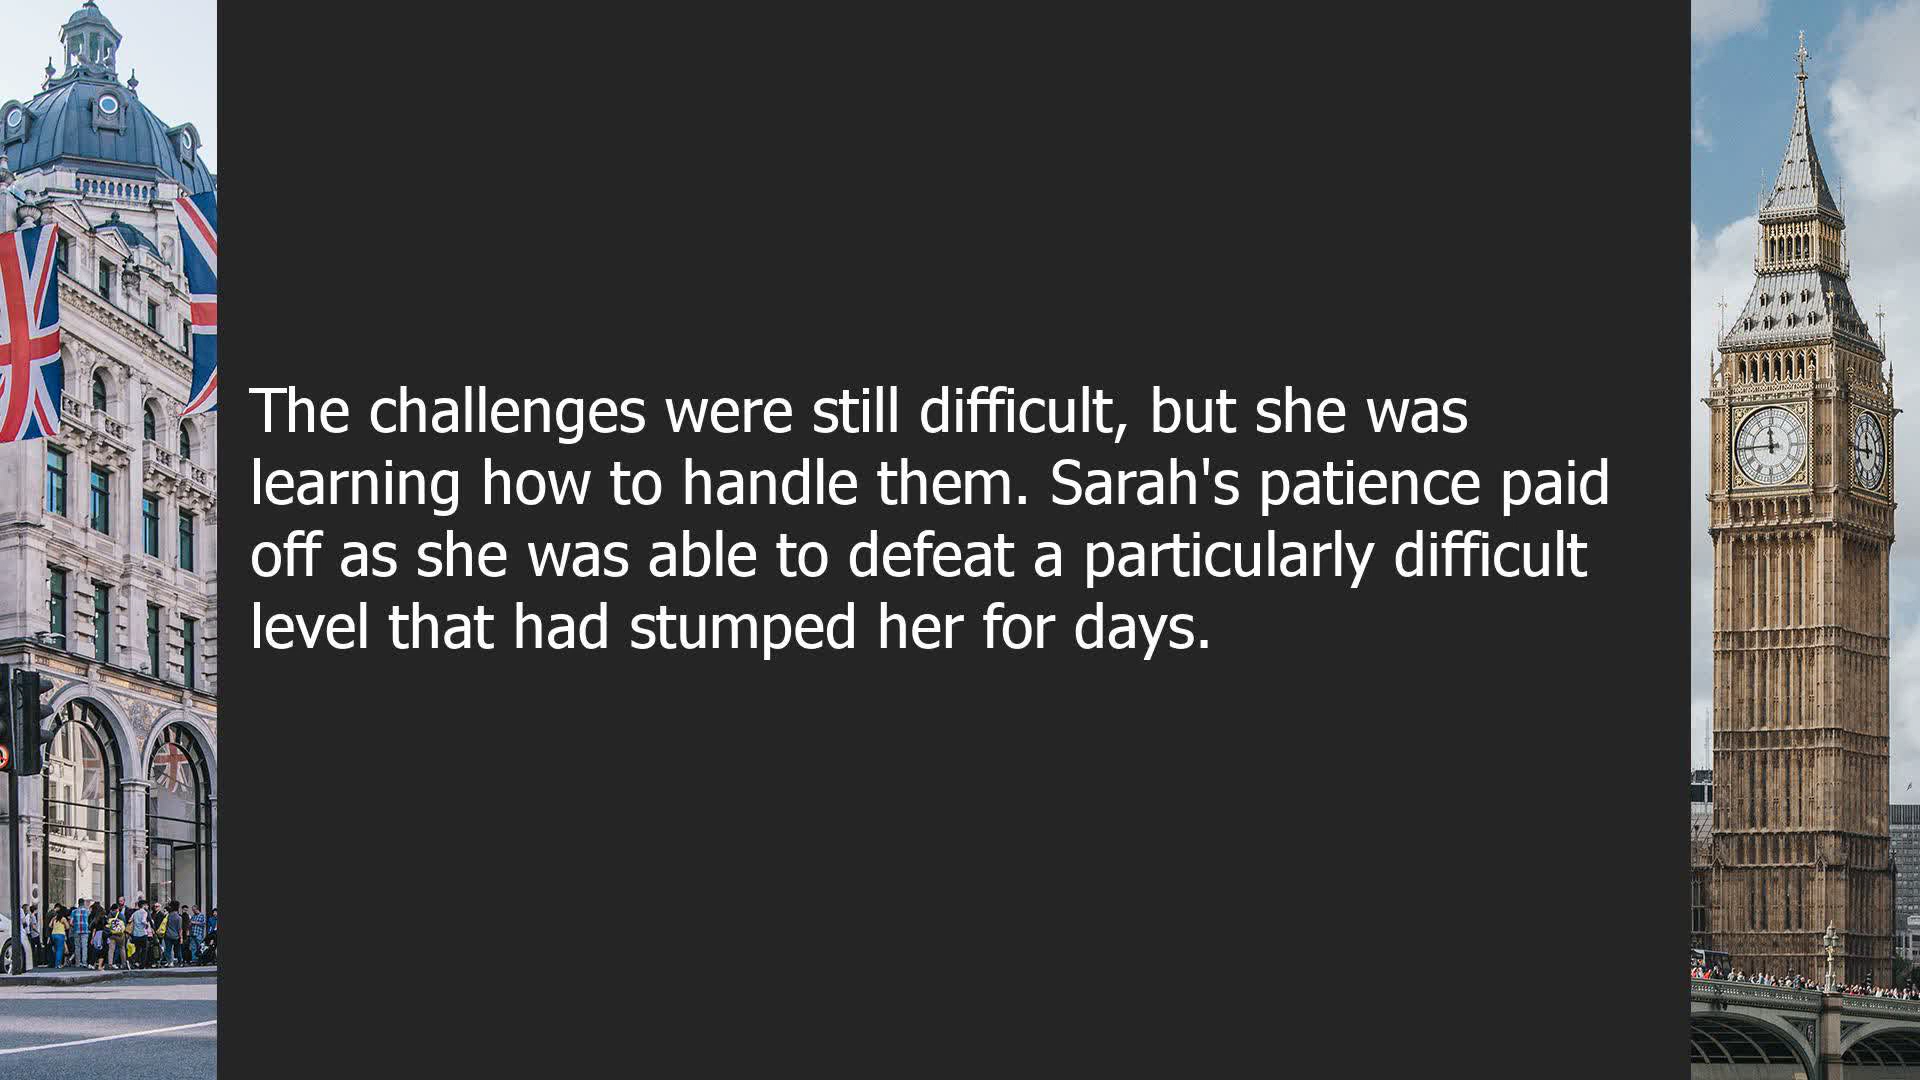 The challenges were still difficult, but she was
learning how to handle them. Sarah's patience paid
off as she was able to defeat a particularly difficult
level that had stumped her for days.